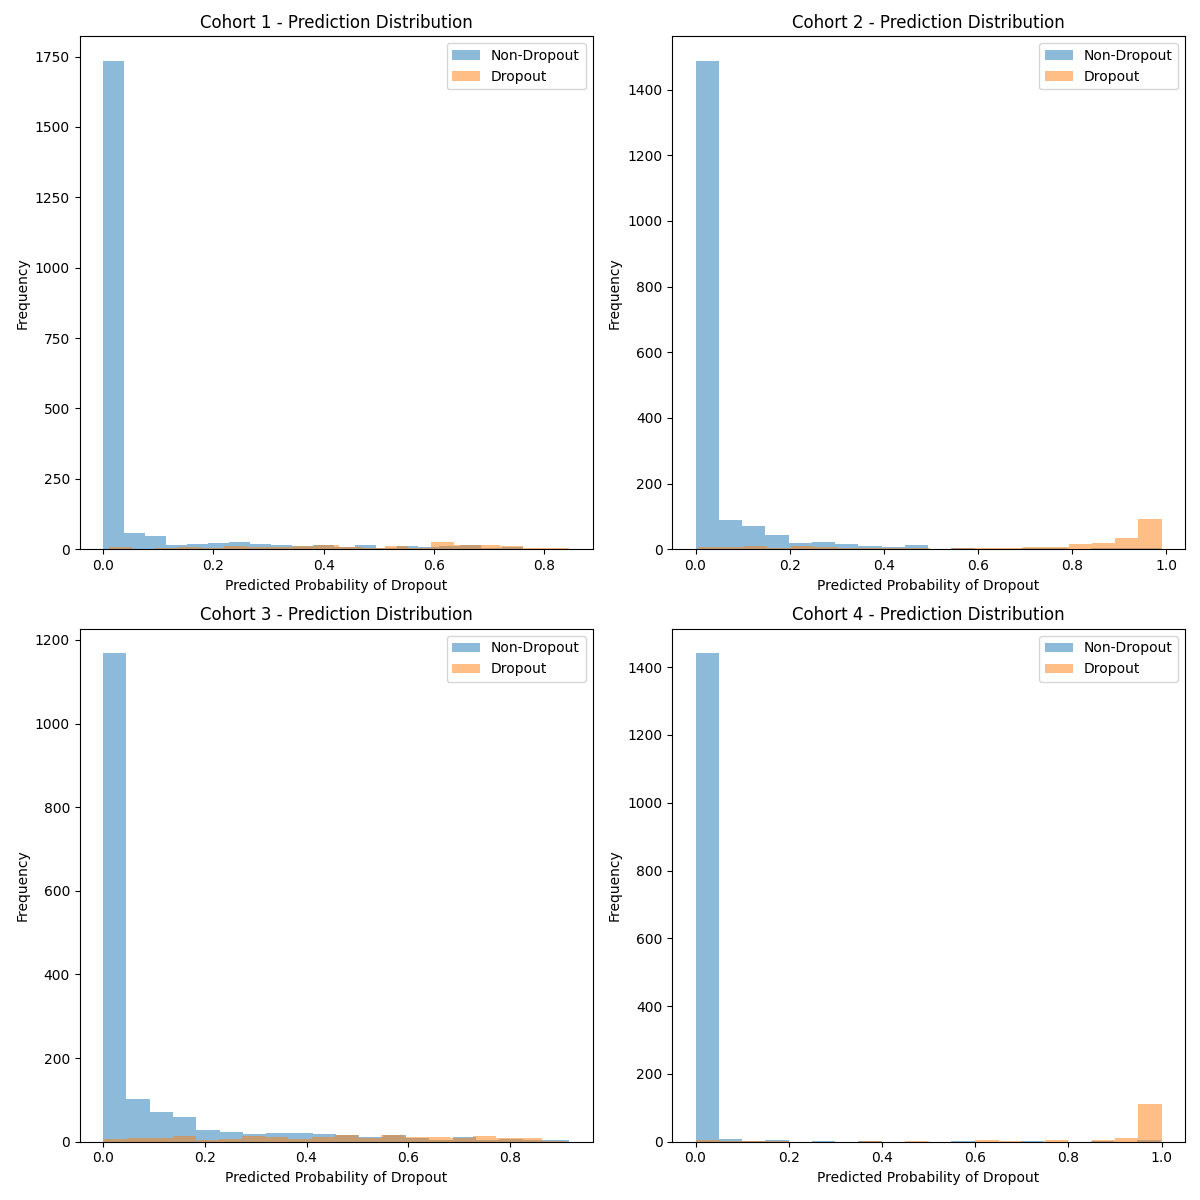 Cohort 1 - Prediction Distribution
Non-Dropout
Dropout
1750
1500
1250
1000
750
500
250
0
Frequency
0.0 0.2 0.4 0.6 0.8
Predicted Probability of Dropout
Cohort 2 - Prediction Distribution
Non-Dropout
Dropout
1400
1200
1000
800
600
400
200
0
Frequency
0.0 0.2 0.4 0.6 0.8 1.0
Predicted Probability of Dropout
Cohort 3 - Prediction Distribution
Non-Dropout
Dropout
1200
1000
800
600
400
200
0
Frequency
0.0 0.2 0.4 0.6 0.8
Predicted Probability of Dropout
Cohort 4 - Prediction Distribution
Non-Dropout
Dropout
1400
1200
1000
800
600
400
200
0
Frequency
0.0 0.2 0.4 0.6 0.8 1.0
Predicted Probability of Dropout